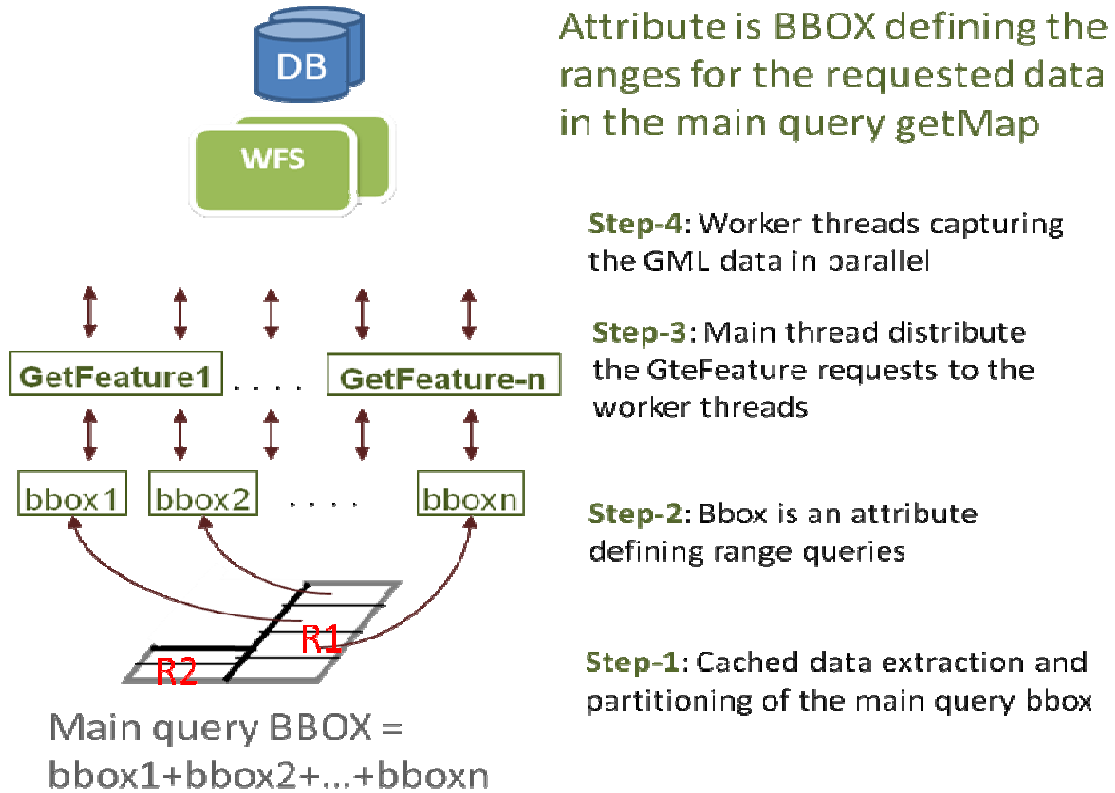 DB
WFS
Attribute is BBOX defining the
ranges for the requested data
in the main query getMap
Step-4: Worker threads capturing
the GML data in parallel
Step-3: Main thread distribute
the GteFeature requests to the
worker threads
GetFeature1 . . . . GetFeature-n
bbox1 bbox2 . . . . bboxn
Step-2: Bbox is an attribute
defining range queries
R1
R2
Step-1: Cached data extraction and
partitioning of the main query bbox
Main query BBOX =
bbox1+bbox2+...+bboxn